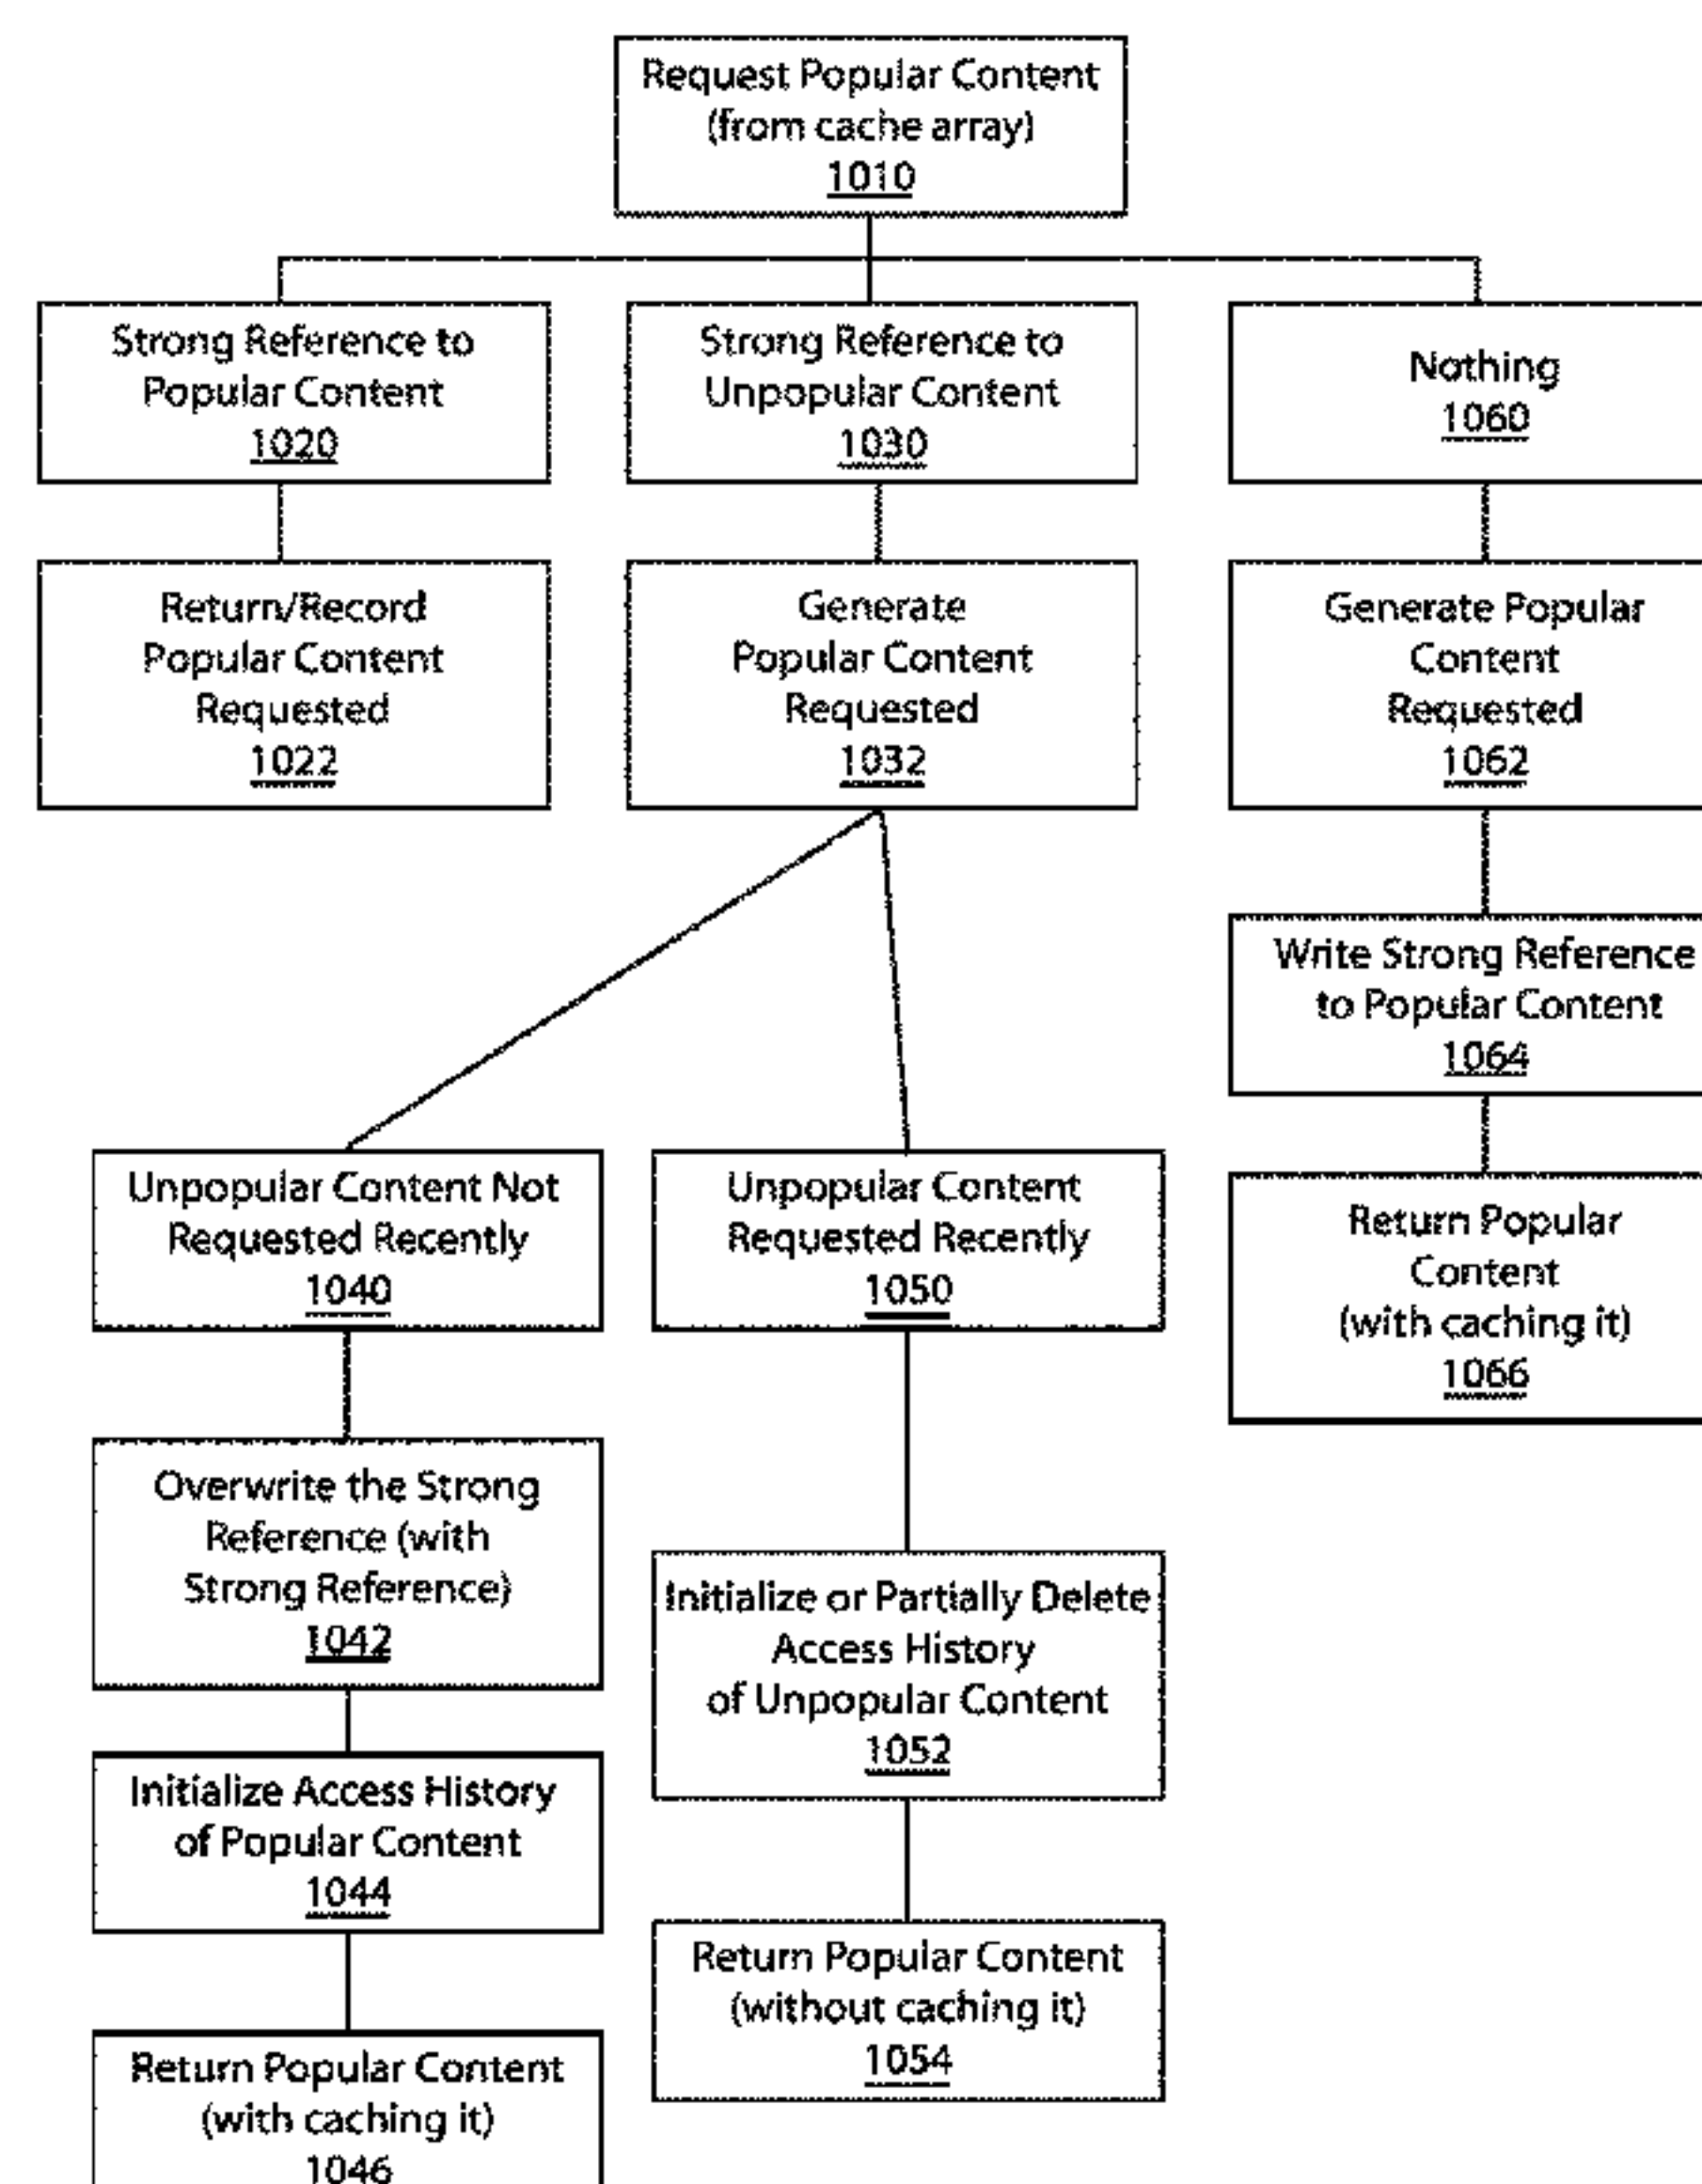 Request Popular Content
(from cache array)
1010
Strong Reference to
Popular Content
1020
Strong Reference to
Unpopular Content
1030
Nothing
1060
Return/Record
Popular Content
Requested
1022
Generate
Popular Content
Requested
1032
Generate Popular
Content
Requested
1062
Write Strong Reference
to Popular Content
1064
Unpopular Content Not
Requested Recently
1040
Unpopular Content
Requested Recently
1050
Return Popular
Content
(with caching it)
1066
Overwrite the Strong
Reference (with
Strong Reference)
1042
Initialize or Partially Delete
Access History
of Unpopular Content
1052
Initialize Access History
of Popular Content
1044
Return Popular Content
(without caching it)
1054
Return Popular Content
(with caching it)
1046